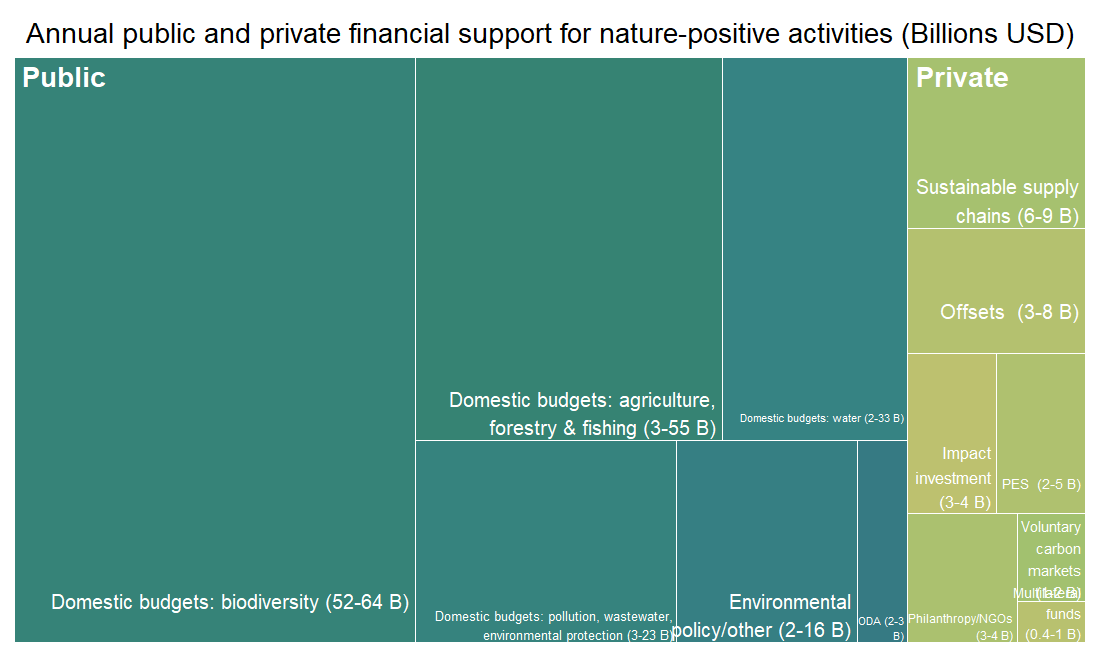 Annual public and private financial support for nature-positive activities (Billions USD)
Public
Domestic budgets: biodiversity (52-64 B)
Domestic budgets: agriculture,
forestry & fishing (3-55 B)
Domestic budgets: water (2-33 B)
Domestic budgets: pollution, wastewater,
environmental protection (3-23 B)
Environmental
policy/other (2-16 B)
ODA (2-3
B)
Private
Sustainable supply
chains (6-9 B)
Offsets  (3-8 B)
Impact
investment
(3-4 B)
PES  (2-5 B)
Philanthropy/NGOs
(3-4 B)
Voluntary
carbon
markets
(1-2 B)
Multilateral
funds
(0.4-1 B)